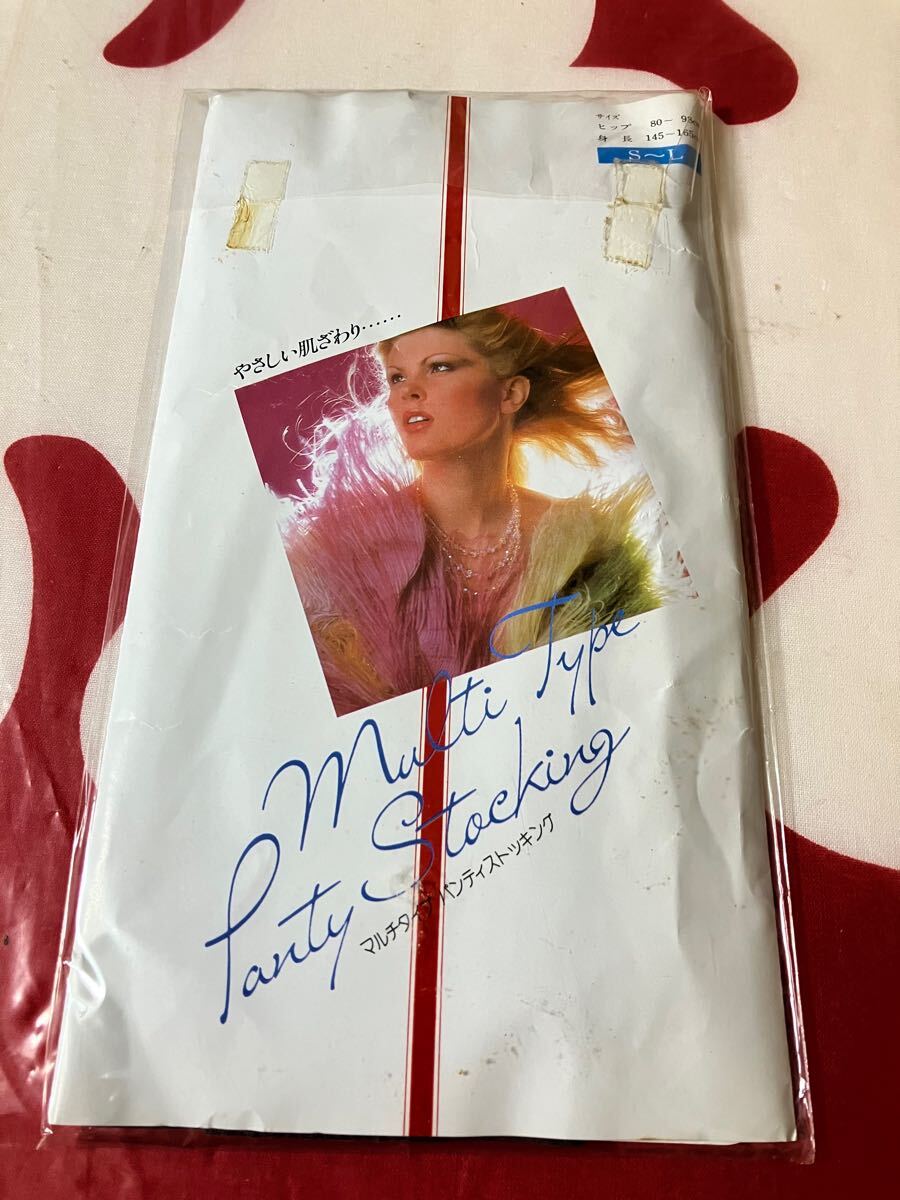 サイズ
ヒップ 80－98cm
身長 145－165cm
S～L
やさしい肌ざわり……
Multi Type
Panty Stocking
マルチタイプ パンティストッキング